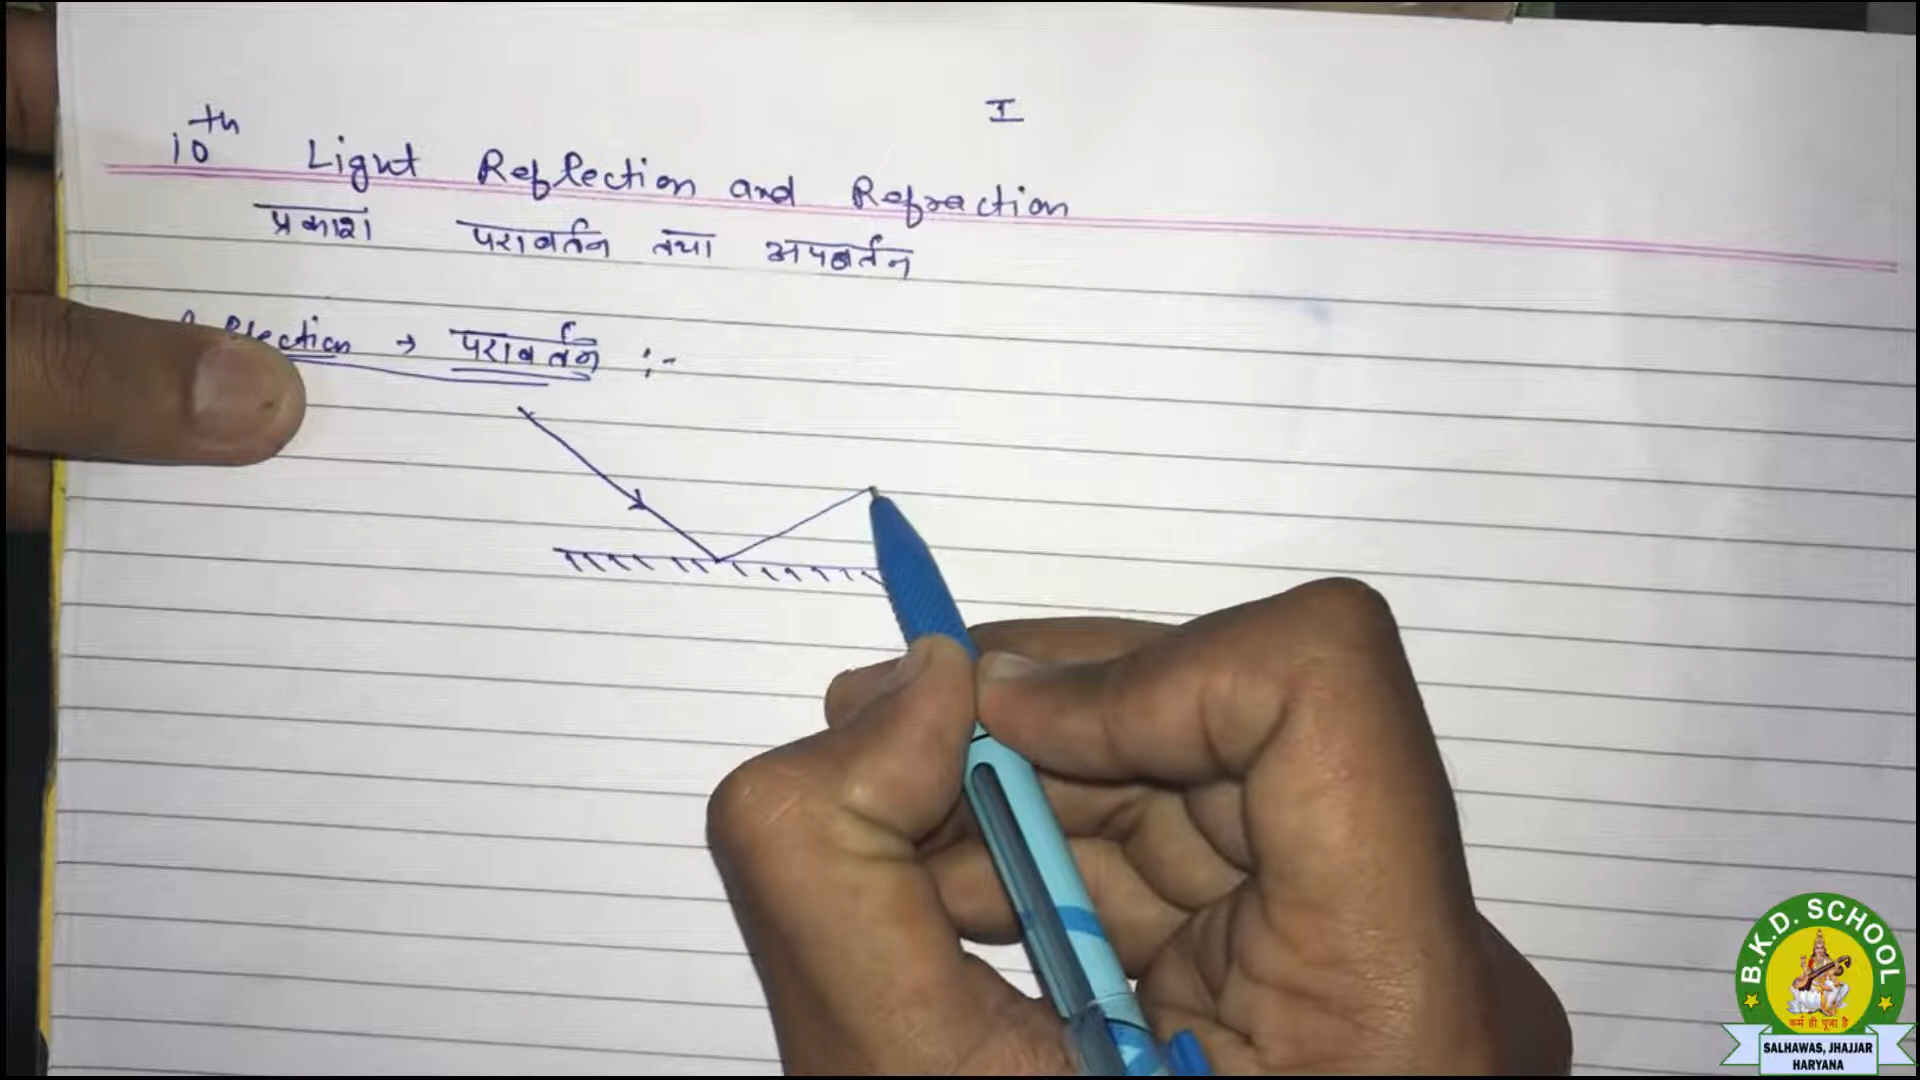 I
10th Light Reflection and Refraction
प्रकाश परावर्तन तथा अपवर्तन
→ परावर्तन :-
B.K.D. SCHOOL
कर्म ही पूजा है
SALHAWAS, JHAJJAR
HARYANA